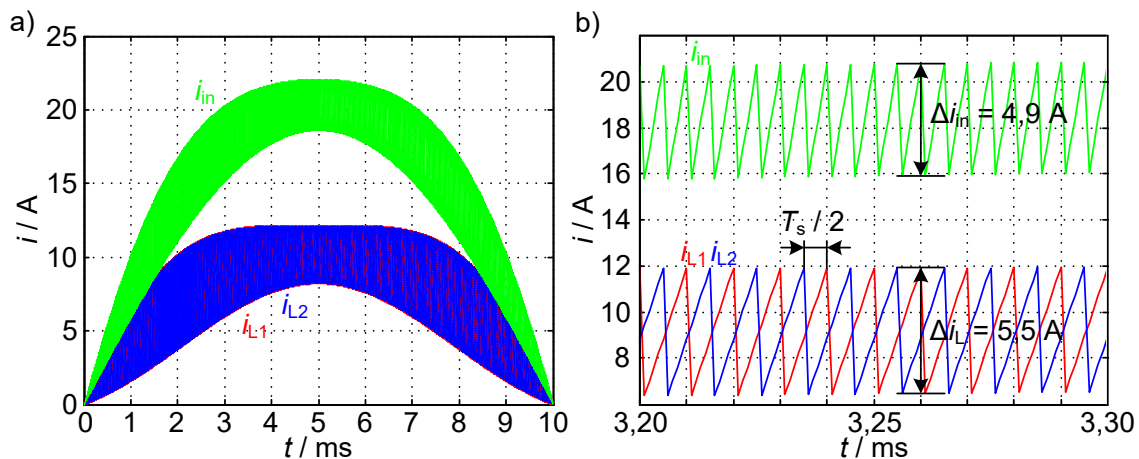 a)
25
20
15
10
5
0
i / A
i_in
i_L2
i_L1
0 1 2 3 4 5 6 7 8 9 10
t / ms
b)
20
18
16
14
12
10
8
6
i / A
i_in
Δi_in = 4,9 A
T_s / 2
i_L1 i_L2
Δi_L = 5,5 A
3,20 3,25 3,30
t / ms